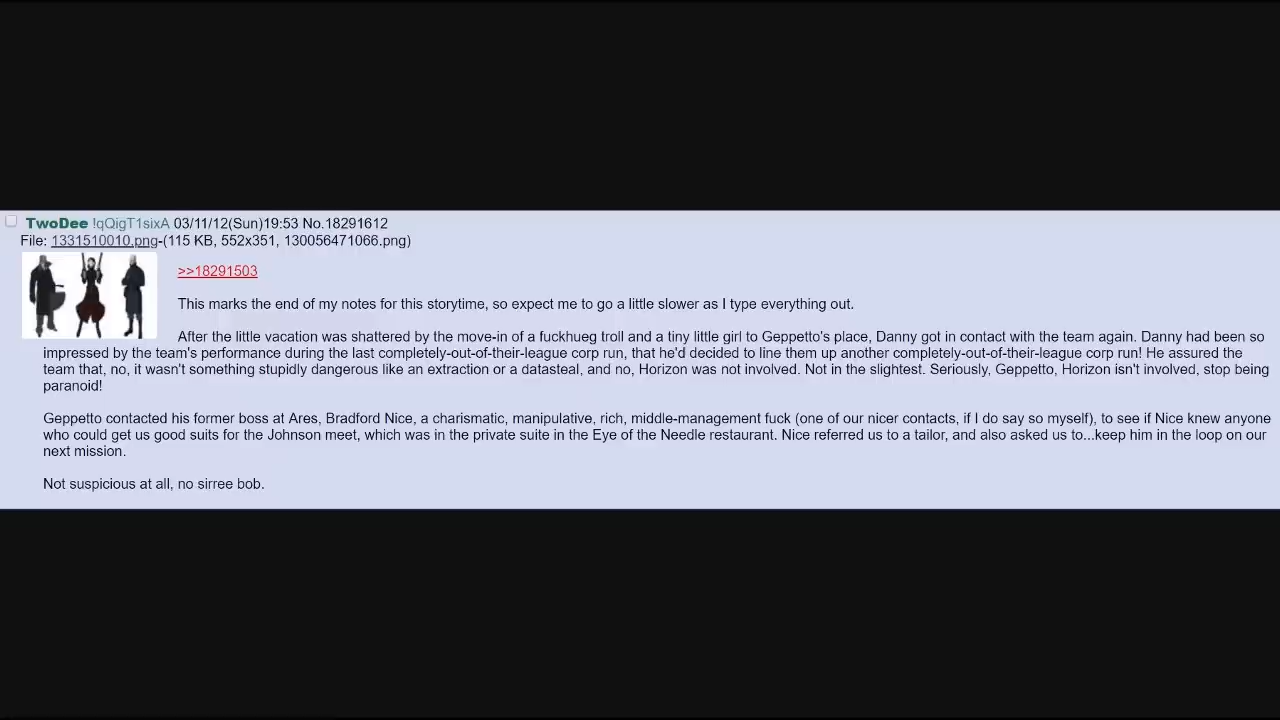 TwoDee !qQigT1sixA 03/11/12(Sun)19:53 No.18291612
File: 1331510010.png-(115 KB, 552x351, 130056471066.png)
>>18291503
This marks the end of my notes for this storytime, so expect me to go a little slower as I type everything out.
After the little vacation was shattered by the move-in of a fuckhueg troll and a tiny little girl to Geppetto's place, Danny got in contact with the team again. Danny had been so
impressed by the team's performance during the last completely-out-of-their-league corp run, that he'd decided to line them up another completely-out-of-their-league corp run! He assured the
team that, no, it wasn't something stupidly dangerous like an extraction or a datasteal, and no, Horizon was not involved. Not in the slightest. Seriously, Geppetto, Horizon isn't involved, stop being
paranoid!
Geppetto contacted his former boss at Ares, Bradford Nice, a charismatic, manipulative, rich, middle-management fuck (one of our nicer contacts, if I do say so myself), to see if Nice knew anyone
who could get us good suits for the Johnson meet, which was in the private suite in the Eye of the Needle restaurant. Nice referred us to a tailor, and also asked us to...keep him in the loop on our
next mission.
Not suspicious at all, no sirree bob.